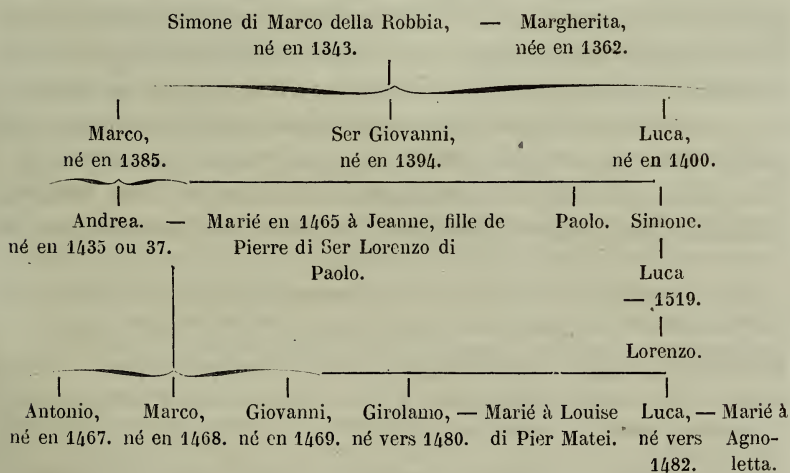 Simone di Marco della Robbia, — Margherita,
né en 1343. née en 1362.
Marco, Ser Giovanni, Luca,
né en 1385. né en 1394. né en 1400.
Andrea. — Marié en 1465 à Jeanne, fille de Paolo. Simone.
né en 1435 ou 37. Pierre di Ser Lorenzo di
Paolo. Luca
— 1519.
Lorenzo.
Antonio, Marco, Giovanni, Girolamo, — Marié à Louise Luca, — Marié à
né en 1467. né en 1468. né en 1469. né vers 1480. di Pier Matei. né vers Agno-
1482. letta.